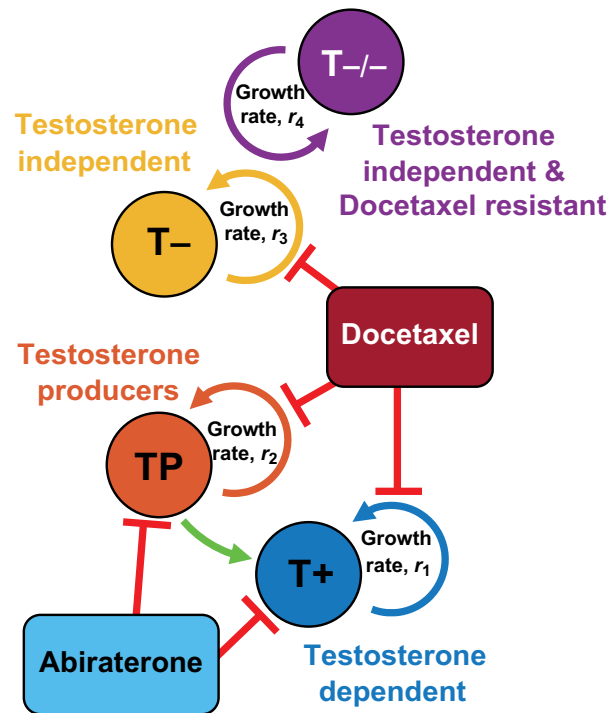 T–/–
Growth
rate, r4
Testosterone
independent
Testosterone
independent &
Docetaxel resistant
T–
Growth
rate, r3
Docetaxel
Testosterone
producers
TP
Growth
rate, r2
T+
Growth
rate, r1
Abiraterone
Testosterone
dependent